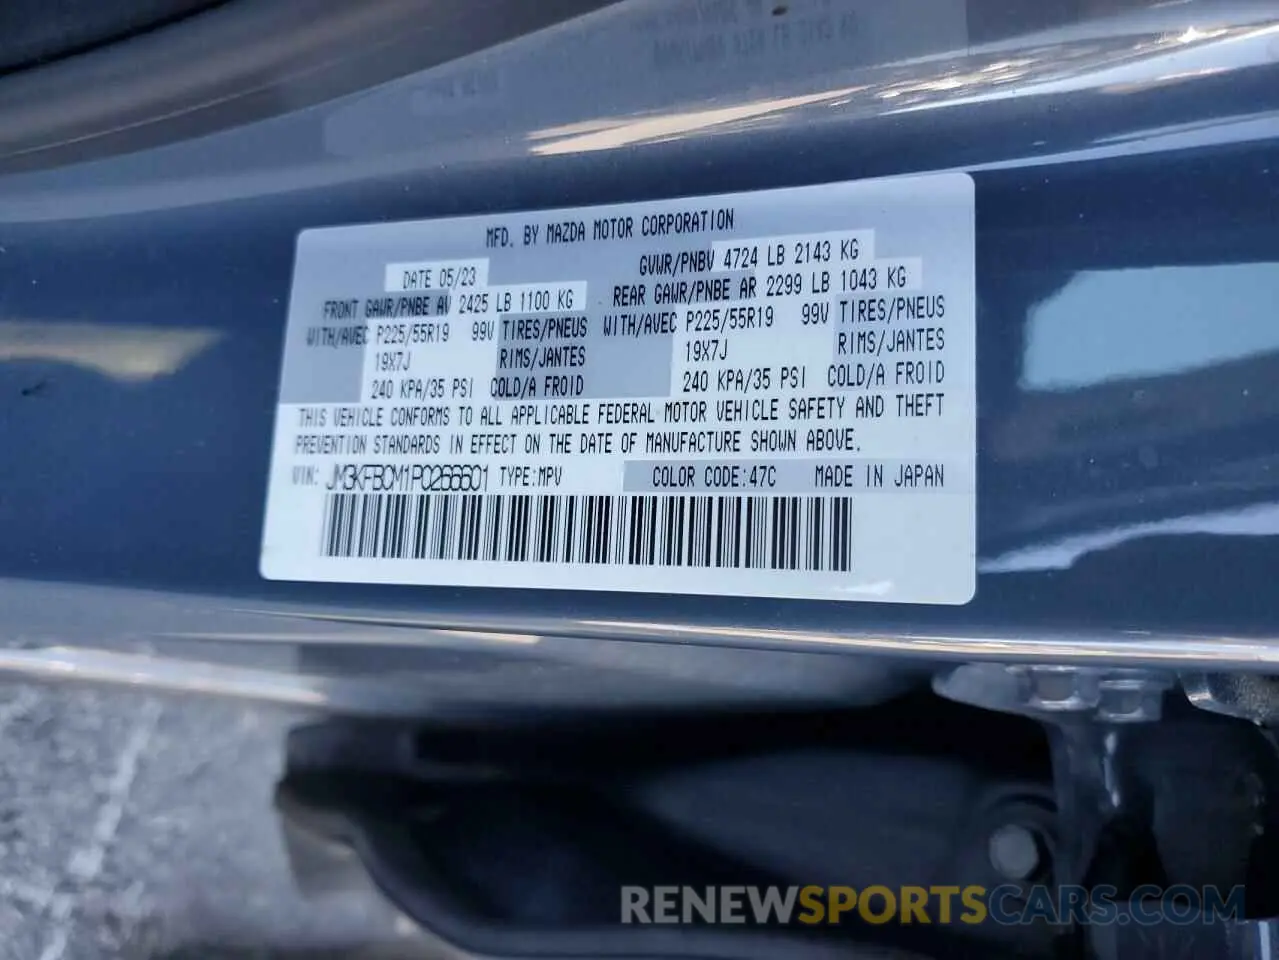 MFD. BY MAZDA MOTOR CORPORATION
DATE 05/23
GVWR/PNBV 4724 LB 2143 KG
FRONT GAWR/PNBE AV 2425 LB 1100 KG
REAR GAWR/PNBE AR 2299 LB 1043 KG
WITH/AVEC P225/55R19 99V TIRES/PNEUS
WITH/AVEC P225/55R19 99V TIRES/PNEUS
19X7J RIMS/JANTES
19X7J RIMS/JANTES
240 KPA/35 PSI COLD/A FROID
240 KPA/35 PSI COLD/A FROID
THIS VEHICLE CONFORMS TO ALL APPLICABLE FEDERAL MOTOR VEHICLE SAFETY AND THEFT
PREVENTION STANDARDS IN EFFECT ON THE DATE OF MANUFACTURE SHOWN ABOVE.
VIN: TYPE:MPV COLOR CODE:47C MADE IN JAPAN
RENEWSPORTSCARS.COM